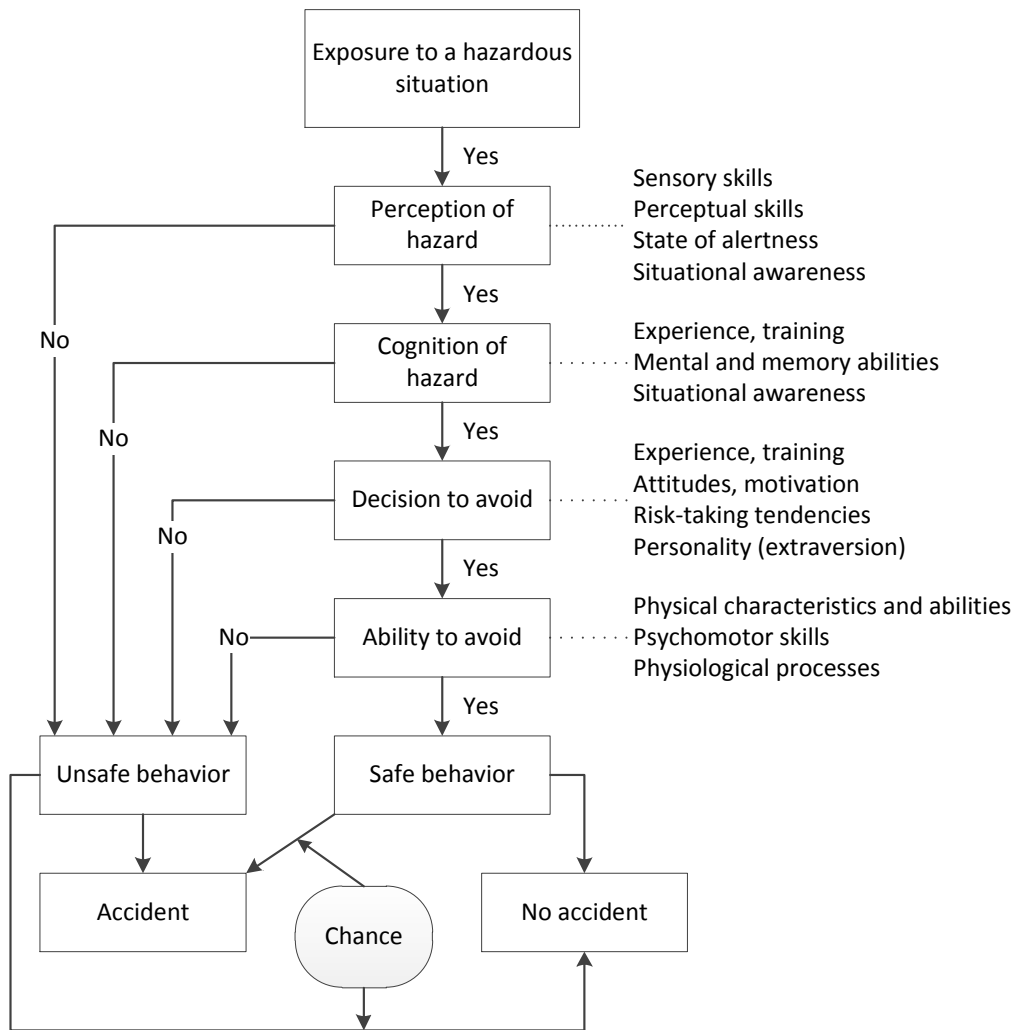 Exposure to a hazardous
situation
Yes
Sensory skills
Perceptual skills
State of alertness
Situational awareness
Perception of
hazard
Yes
No
Experience, training
Mental and memory abilities
Situational awareness
Cognition of
hazard
Yes
No
Experience, training
Attitudes, motivation
Risk-taking tendencies
Personality (extraversion)
Decision to avoid
No
Yes
Physical characteristics and abilities
Psychomotor skills
Physiological processes
Ability to avoid
No
Yes
Unsafe behavior
Safe behavior
Accident
Chance
No accident